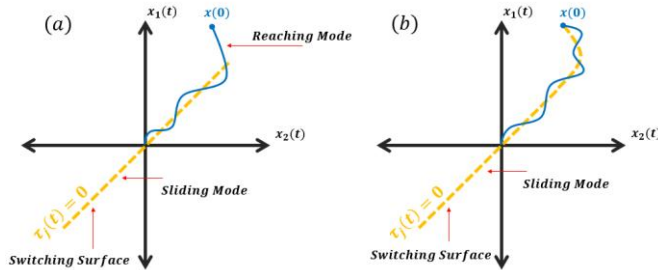 (a)
x₁(t)
x(0)
Reaching Mode
x₂(t)
Sliding Mode
τⱼ(t) = 0
Switching Surface
(b)
x₁(t)
x(0)
x₂(t)
Sliding Mode
τⱼ(t) = 0
Switching Surface